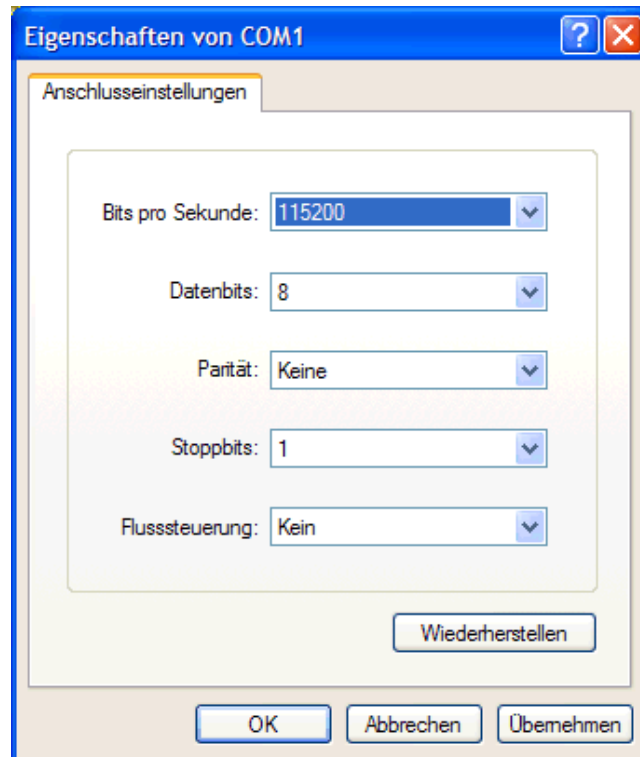 Eigenschaften von COM1
Anschlusseinstellungen
Bits pro Sekunde: 115200
Datenbits: 8
Parität: Keine
Stoppbits: 1
Flusssteuerung: Kein
Wiederherstellen
OK Abbrechen Übernehmen